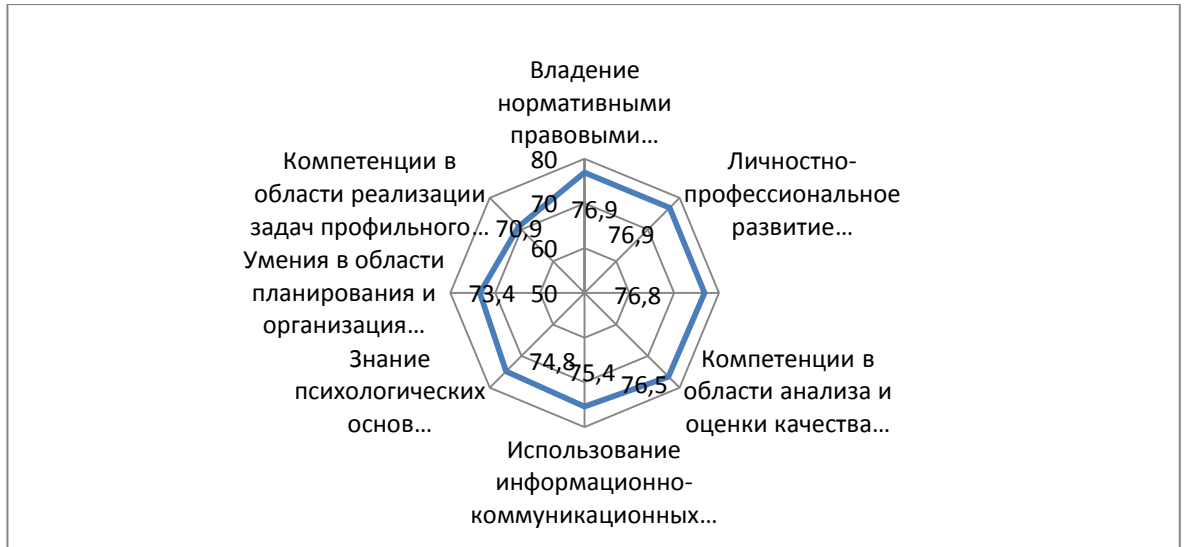 Владение
нормативными
правовыми...
Личностно-
профессиональное
развитие...
Компетенции в
области анализа и
оценки качества...
Использование
информационно-
коммуникационных...
Знание
психологических
основ...
Умения в области
планирования и
организация...
Компетенции в
области реализации
задач профильного...
80
70
60
50
76,9
76,9
76,8
76,5
75,4
74,8
73,4
70,9